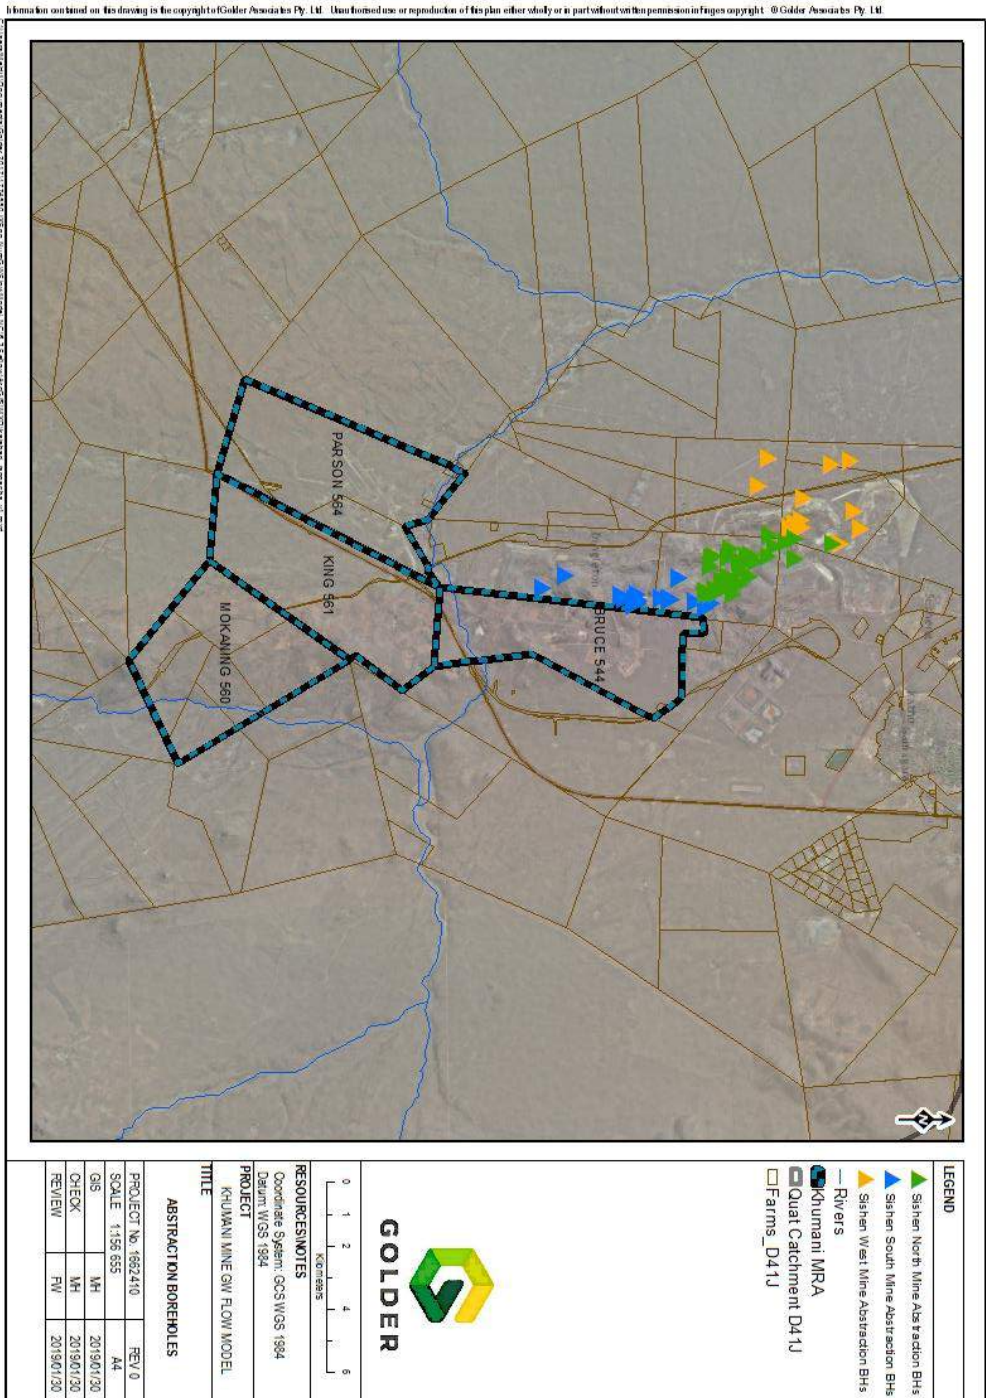 Information contained on this drawing is the copyright of Golder Associates Pty. Ltd. Unauthorised use or reproduction of this plan either wholly or in part without written permission infinges copyright. © Golder Associates Pty. Ltd.
PARSON 564
KING 561
MOKANING 560
BRUCE 544
N
LEGEND
Sishen North Mine Abstraction BHs
Sishen South Mine Abstraction BHs
Sishen West Mine Abstraction BHs
Rivers
Khumani MRA
Quat Catchment D41J
Farms_D41J
GOLDER
0 1 2 4 6
Kilometers
RESOURCES\NOTES
Coordinate System: GCS WGS 1984
Datum: WGS 1984
PROJECT
KHUMANI MINE GW FLOW MODEL
TITLE
ABSTRACTION BOREHOLES
PROJECT No. 1662410 REV 0
SCALE 1:156 655 A4
GIS MH 2019/01/30
CHECK MH 2019/01/30
REVIEW FW 2019/01/30